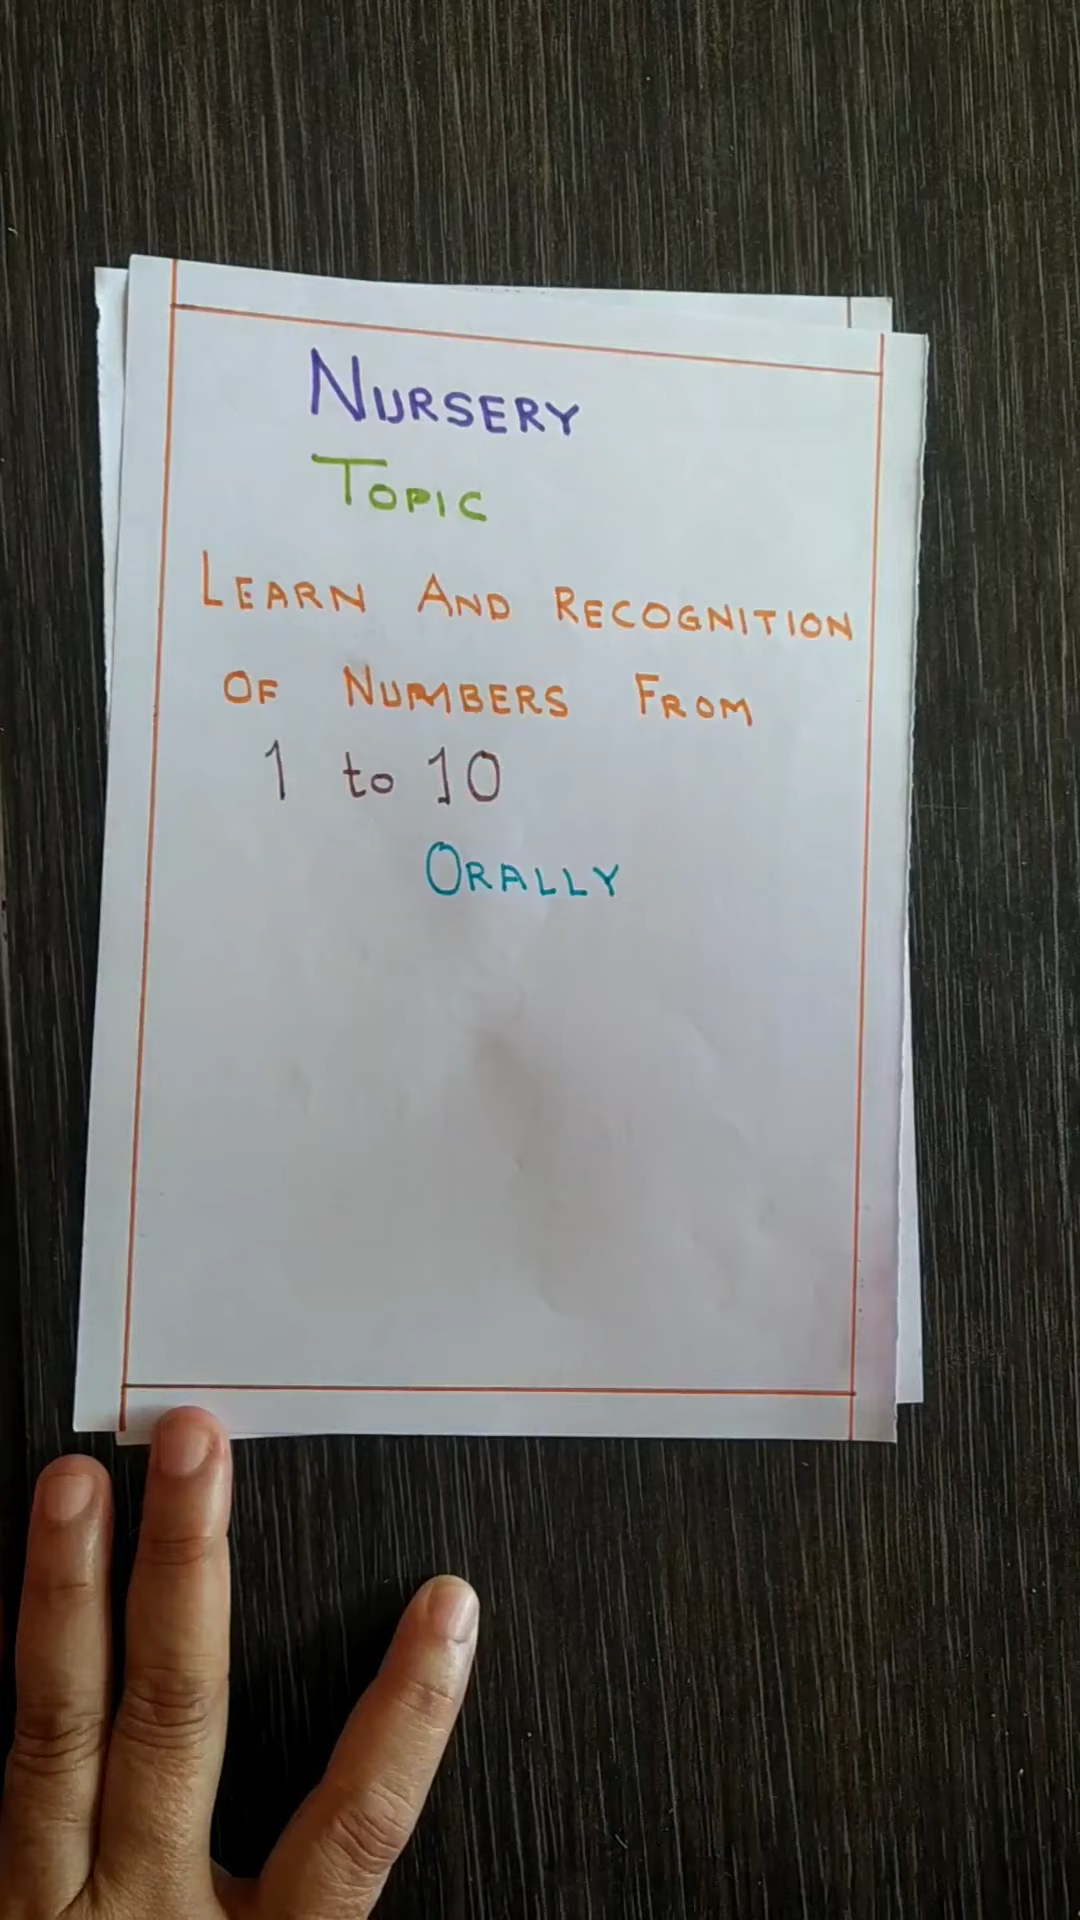 NURSERY
TOPIC
LEARN AND RECOGNITION
OF NUMBERS FROM
1 to 10
ORALLY